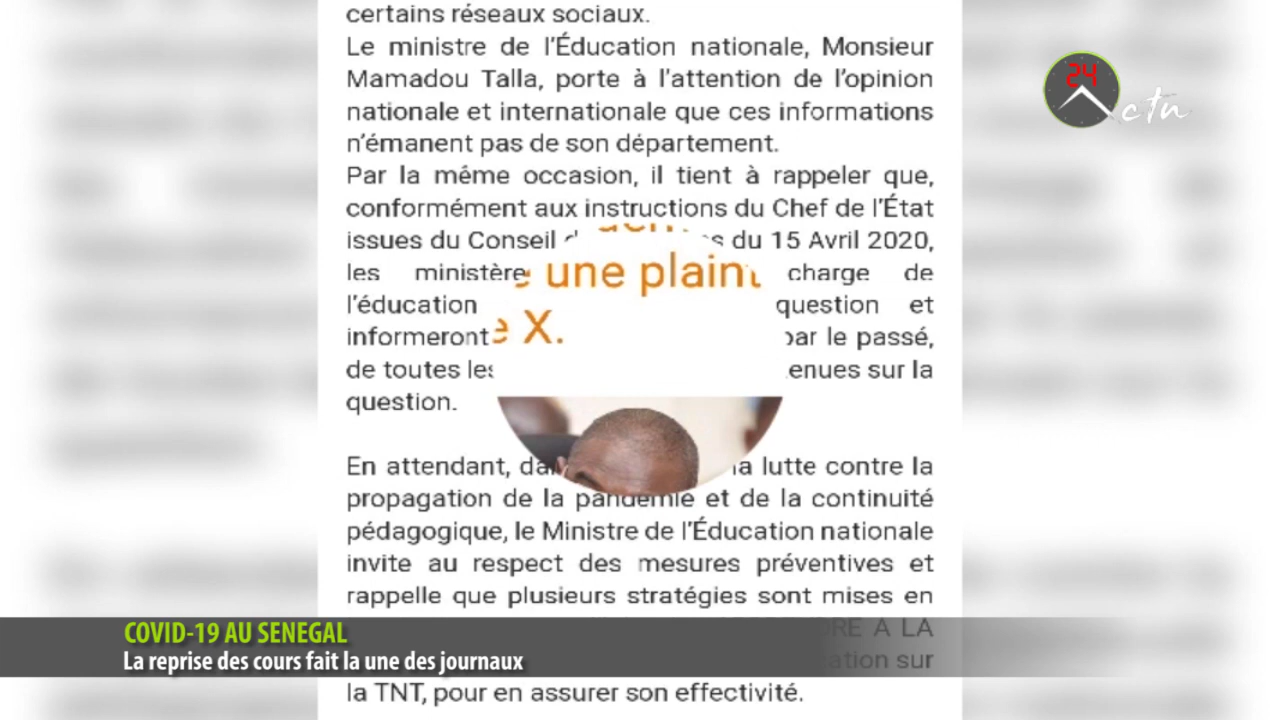 certains réseaux sociaux.
Le ministre de l'Éducation nationale, Monsieur
Mamadou Talla, porte à l'attention de l'opinion
nationale et internationale que ces informations
n'émanent pas de son département.
Par la même occasion, il tient à rappeler que,
conformément aux instructions du Chef de l'État
issues du Conseil du 15 Avril 2020,
les charge de
l'éducation question et
informeront par le passé,
de toutes sur la
question.
une
X.
En attendant, la lutte contre la
propagation de la pandémie et de la continuité
pédagogique, le Ministre de l'Éducation nationale
invite au respect des mesures préventives et
rappelle que plusieurs stratégies sont mises en
A LA
sur
la TNT, pour en assurer son effectivité.
24
ctu
COVID-19 AU SENEGAL
La reprise des cours fait la une des journaux